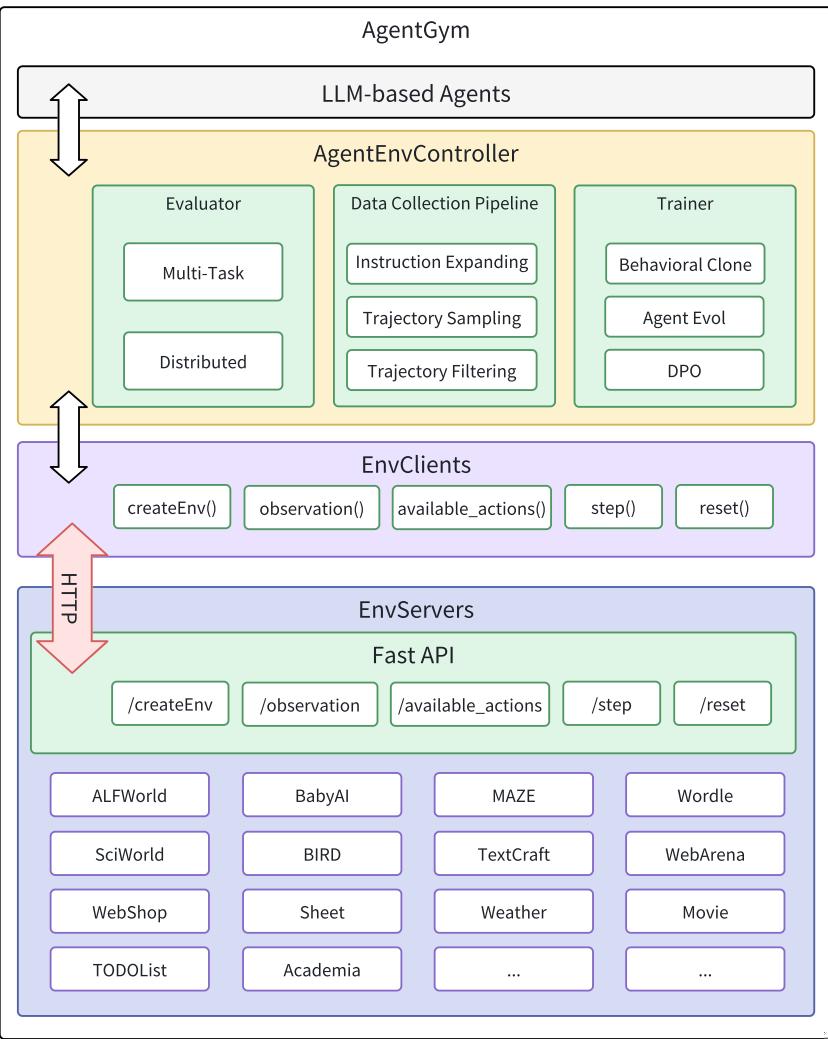 AgentGym
LLM-based Agents
AgentEnvController
Evaluator
Multi-Task
Distributed
Data Collection Pipeline
Instruction Expanding
Trajectory Sampling
Trajectory Filtering
Trainer
Behavioral Clone
Agent Evol
DPO
EnvClients
createEnv()
observation()
available_actions()
step()
reset()
HTTP
EnvServers
Fast API
/createEnv
/observation
/available_actions
/step
/reset
ALFWorld
BabyAI
MAZE
Wordle
SciWorld
BIRD
TextCraft
WebArena
WebShop
Sheet
Weather
Movie
TODOList
Academia
...
...